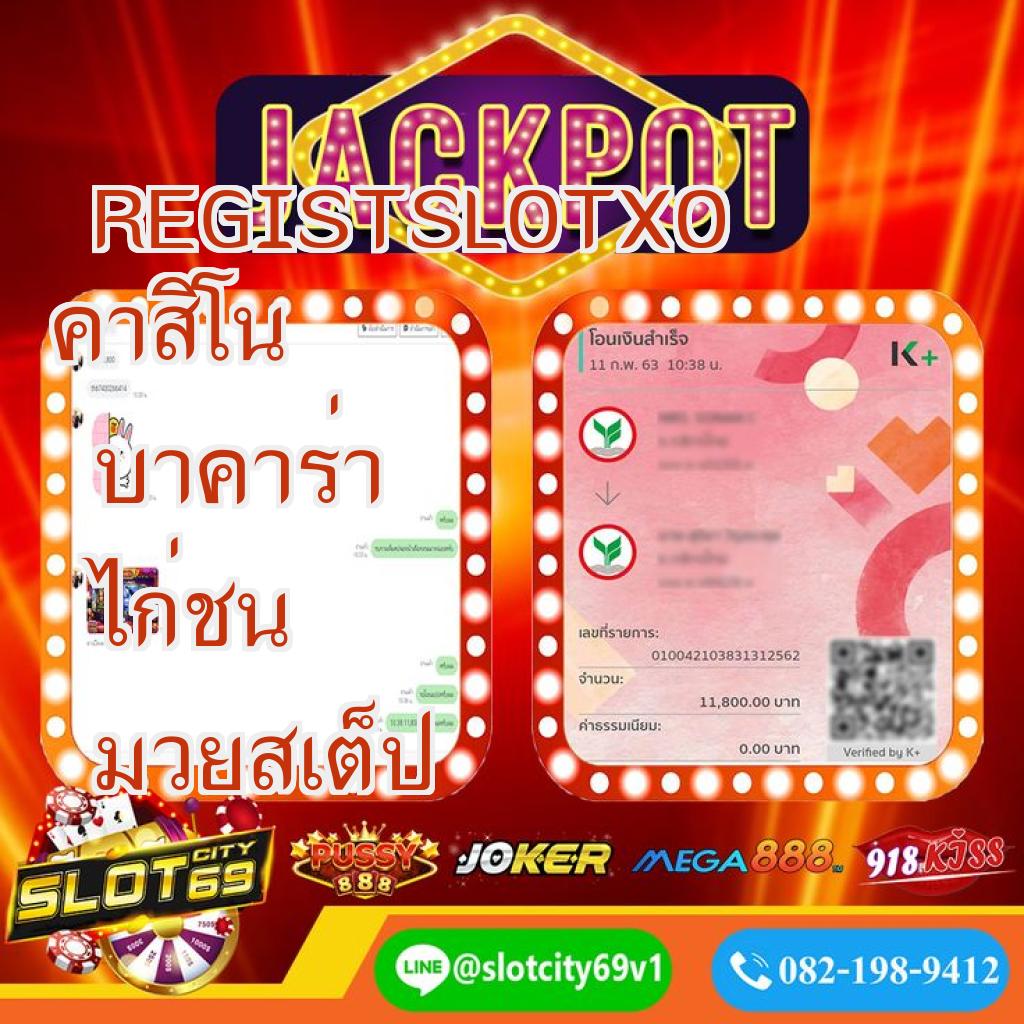 JACKPOT
REGISTSLOTXO
คาสิโน
บาคาร่า
ไก่ชน
มวยสเต็ป
โอนเงินสำเร็จ
11 ก.พ. 63 10:38 น.
K+
เลขที่รายการ:
010042103831312562
จำนวน:
11,800.00 บาท
ค่าธรรมเนียม:
0.00 บาท
Verified by K+
SLOT CITY 69
PUSSY 888
JOKER
MEGA888
918KISS
LINE @slotcity69v1
082-198-9412